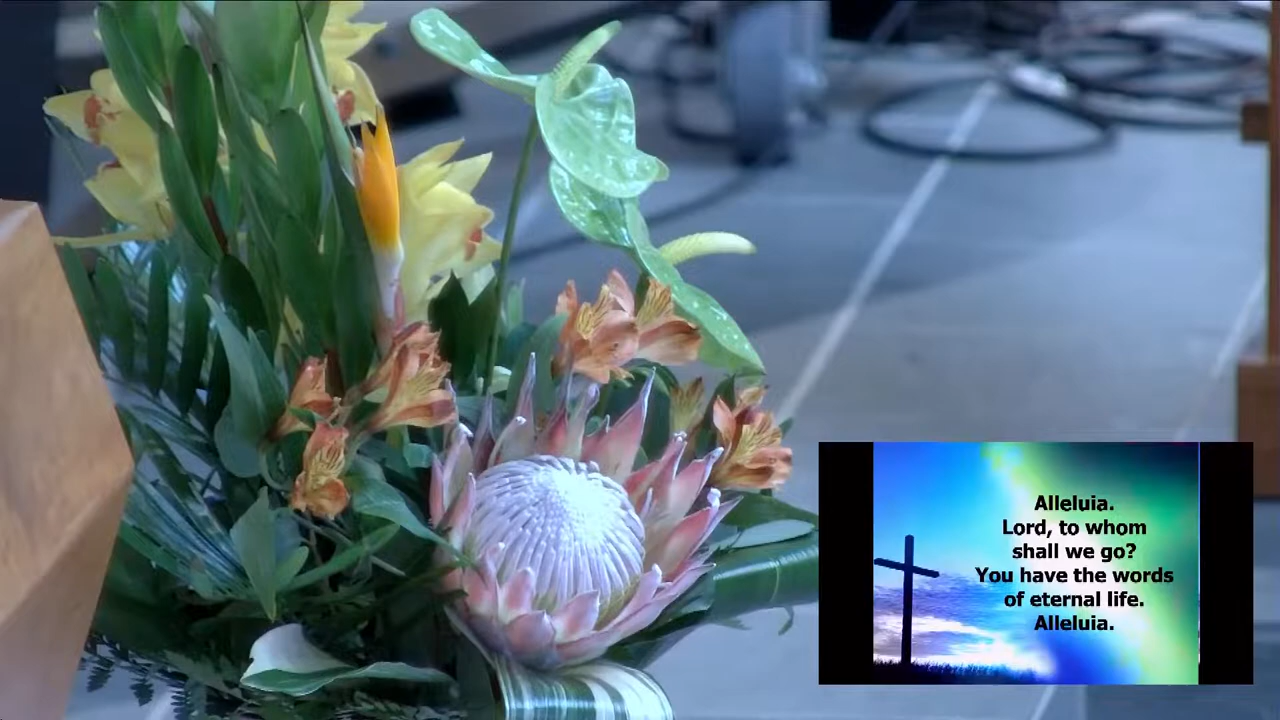 Alleluia.
Lord, to whom
shall we go?
You have the words
of eternal life.
Alleluia.